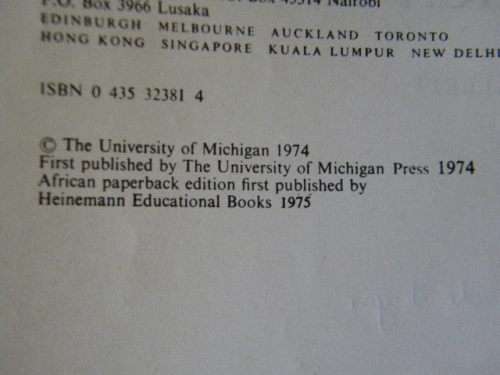 P.O. Box 3966 Lusaka
Nairobi
EDINBURGH MELBOURNE AUCKLAND TORONTO
HONG KONG SINGAPORE KUALA LUMPUR NEW DELHI
ISBN 0 435 32381 4
© The University of Michigan 1974
First published by The University of Michigan Press 1974
African paperback edition first published by
Heinemann Educational Books 1975